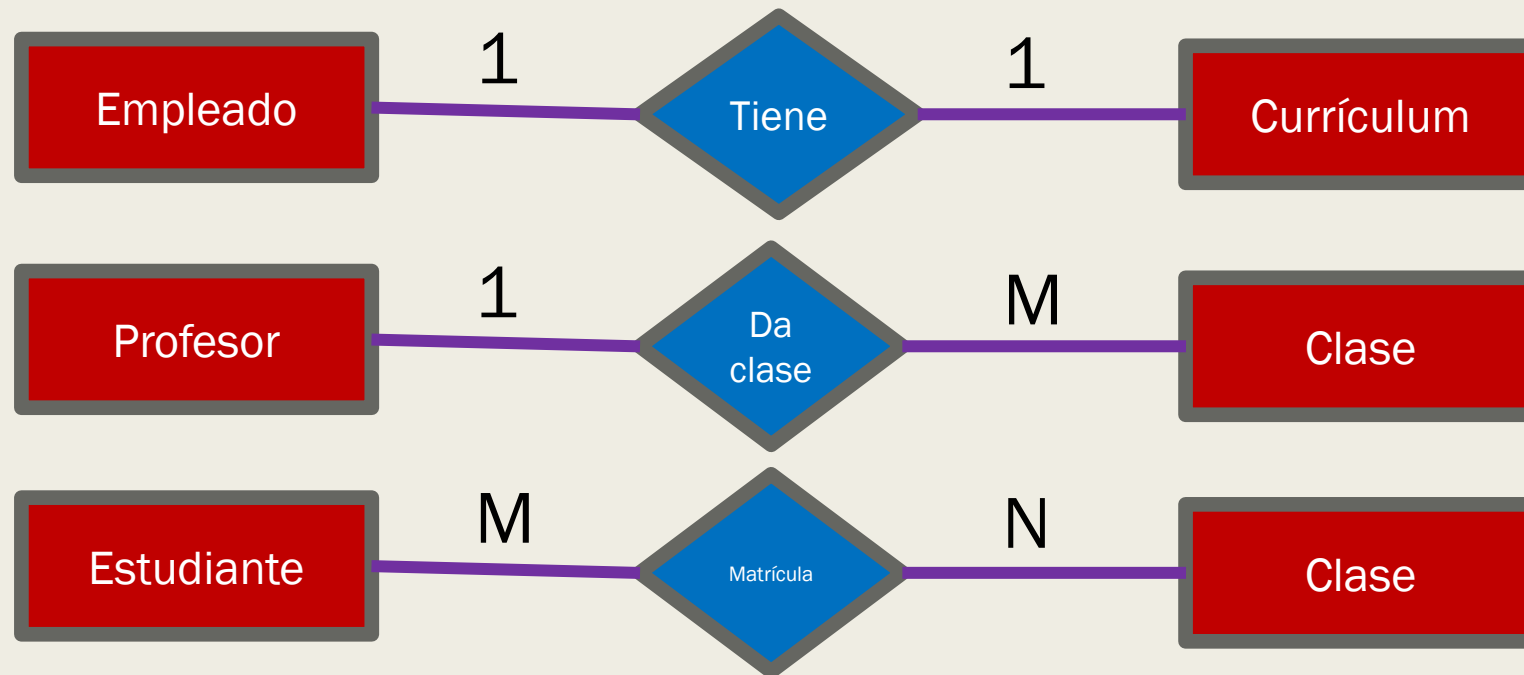 Empleado
1
Tiene
1
Currículum
Profesor
1
Da
clase
M
Clase
Estudiante
M
Matrícula
N
Clase